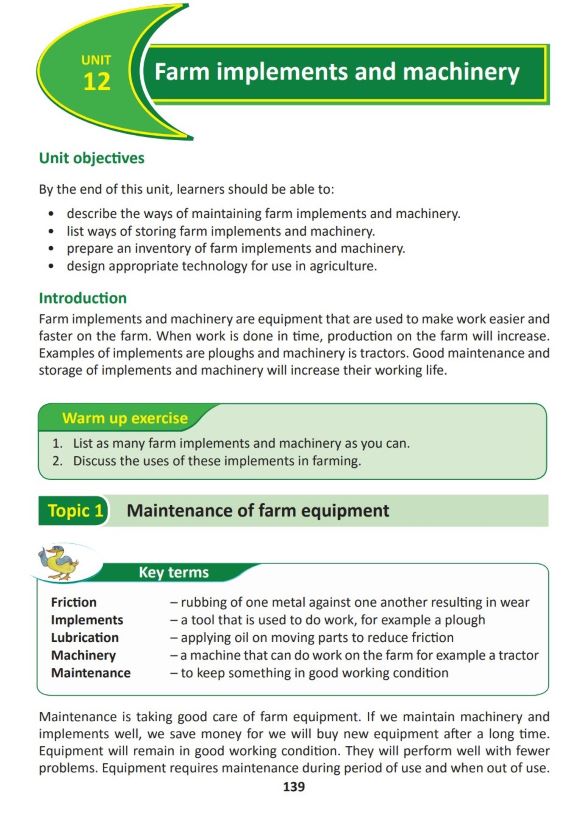 UNIT
12
Farm implements and machinery
Unit objectives
By the end of this unit, learners should be able to:
• describe the ways of maintaining farm implements and machinery.
• list ways of storing farm implements and machinery.
• prepare an inventory of farm implements and machinery.
• design appropriate technology for use in agriculture.
Introduction
Farm implements and machinery are equipment that are used to make work easier and
faster on the farm. When work is done in time, production on the farm will increase.
Examples of implements are ploughs and machinery is tractors. Good maintenance and
storage of implements and machinery will increase their working life.
Warm up exercise
1. List as many farm implements and machinery as you can.
2. Discuss the uses of these implements in farming.
Topic 1 Maintenance of farm equipment
Key terms
Friction – rubbing of one metal against one another resulting in wear
Implements – a tool that is used to do work, for example a plough
Lubrication – applying oil on moving parts to reduce friction
Machinery – a machine that can do work on the farm for example a tractor
Maintenance – to keep something in good working condition
Maintenance is taking good care of farm equipment. If we maintain machinery and
implements well, we save money for we will buy new equipment after a long time.
Equipment will remain in good working condition. They will perform well with fewer
problems. Equipment requires maintenance during period of use and when out of use.
139